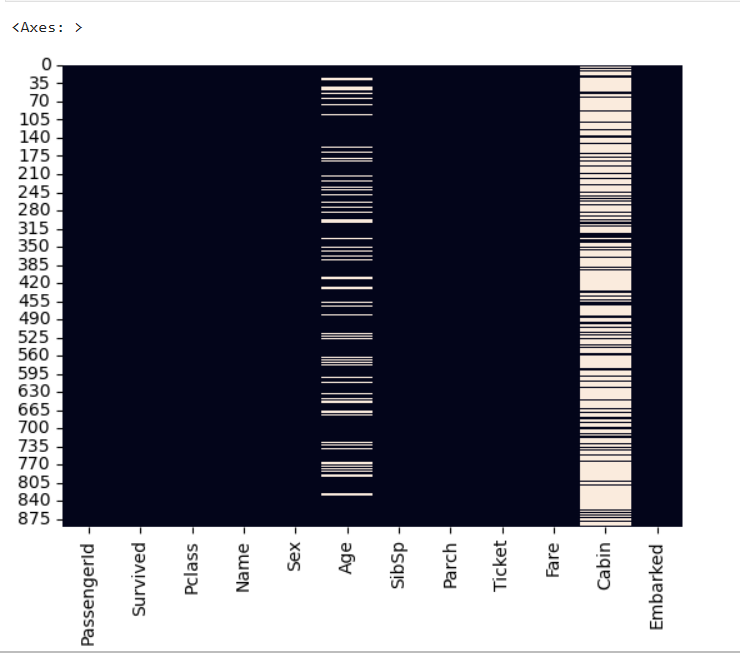 <Axes: >
0
35
70
105
140
175
210
245
280
315
350
385
420
455
490
525
560
595
630
665
700
735
770
805
840
875
PassengerId
Survived
Pclass
Name
Sex
Age
SibSp
Parch
Ticket
Fare
Cabin
Embarked